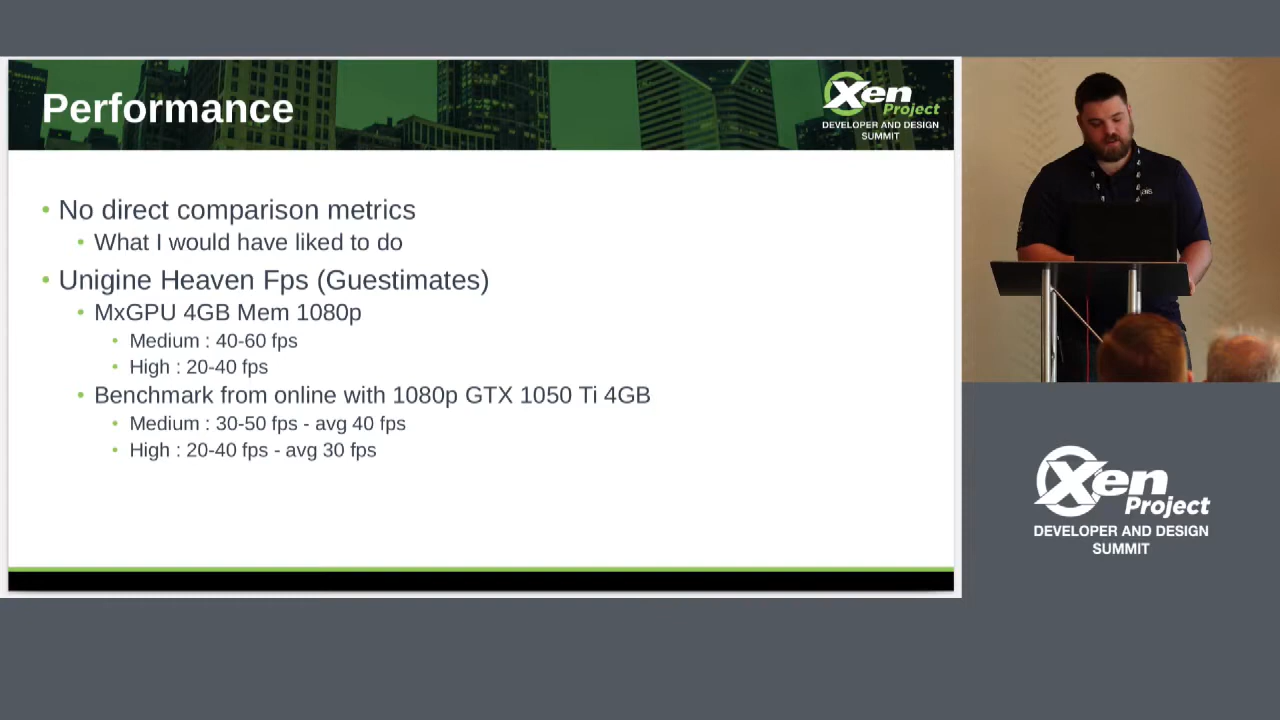 Performance
Xen
Project
DEVELOPER AND DESIGN
SUMMIT
• No direct comparison metrics
• What I would have liked to do
• Unigine Heaven Fps (Guestimates)
• MxGPU 4GB Mem 1080p
• Medium : 40-60 fps
• High : 20-40 fps
• Benchmark from online with 1080p GTX 1050 Ti 4GB
• Medium : 30-50 fps - avg 40 fps
• High : 20-40 fps - avg 30 fps
Xen
Project
DEVELOPER AND DESIGN
SUMMIT